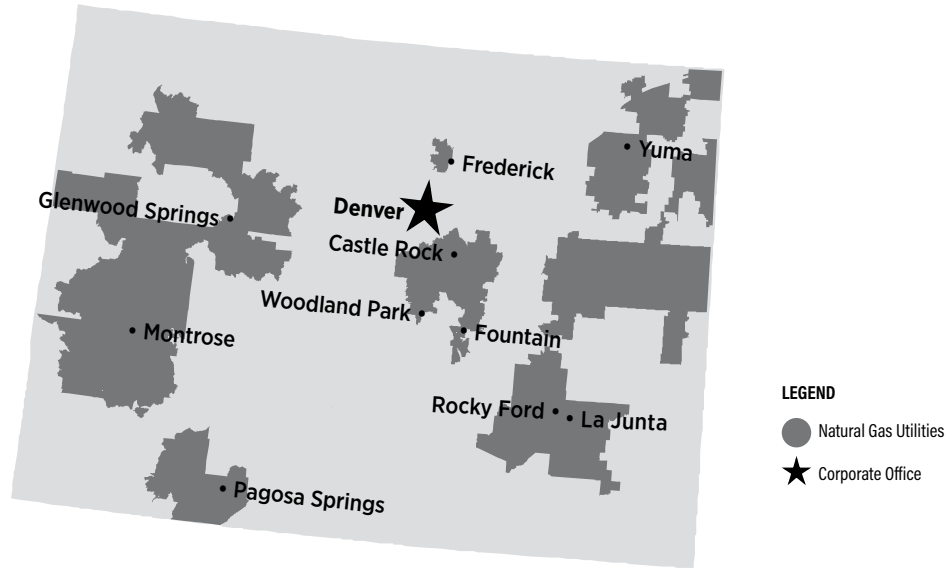 Yuma
Frederick
Glenwood Springs
Denver
Castle Rock
Woodland Park
Montrose
Fountain
LEGEND
Rocky Ford
La Junta
Natural Gas Utilities
Corporate Office
Pagosa Springs